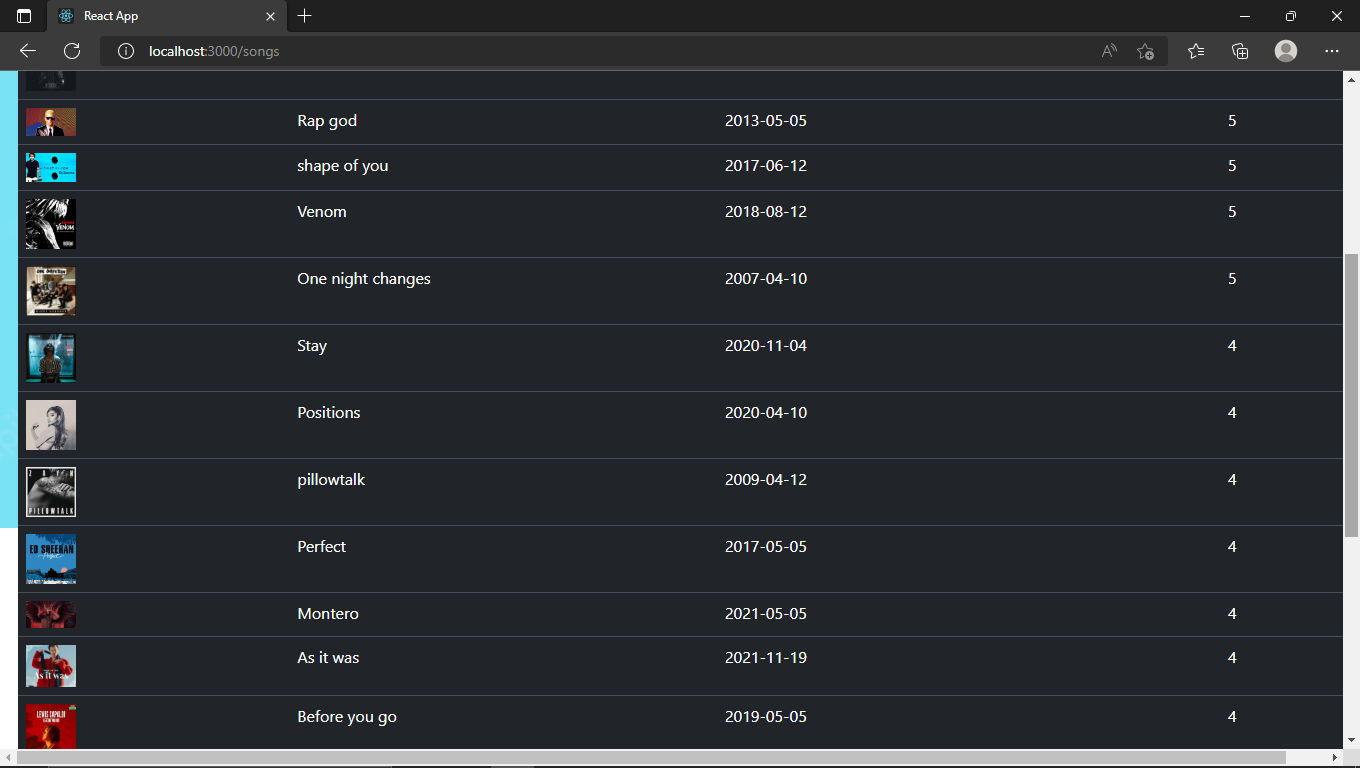 React App
localhost:3000/songs
Rap god 2013-05-05 5
shape of you 2017-06-12 5
VENOM
Venom 2018-08-12 5
One night changes 2007-04-10 5
Stay 2020-11-04 4
Positions 2020-04-10 4
ZAYN
PILLOWTALK
pillowtalk 2009-04-12 4
ED SHEERAN
Perfect
Perfect 2017-05-05 4
Montero 2021-05-05 4
As it was
As it was 2021-11-19 4
LEWIS CAPALDI
Before you go 2019-05-05 4